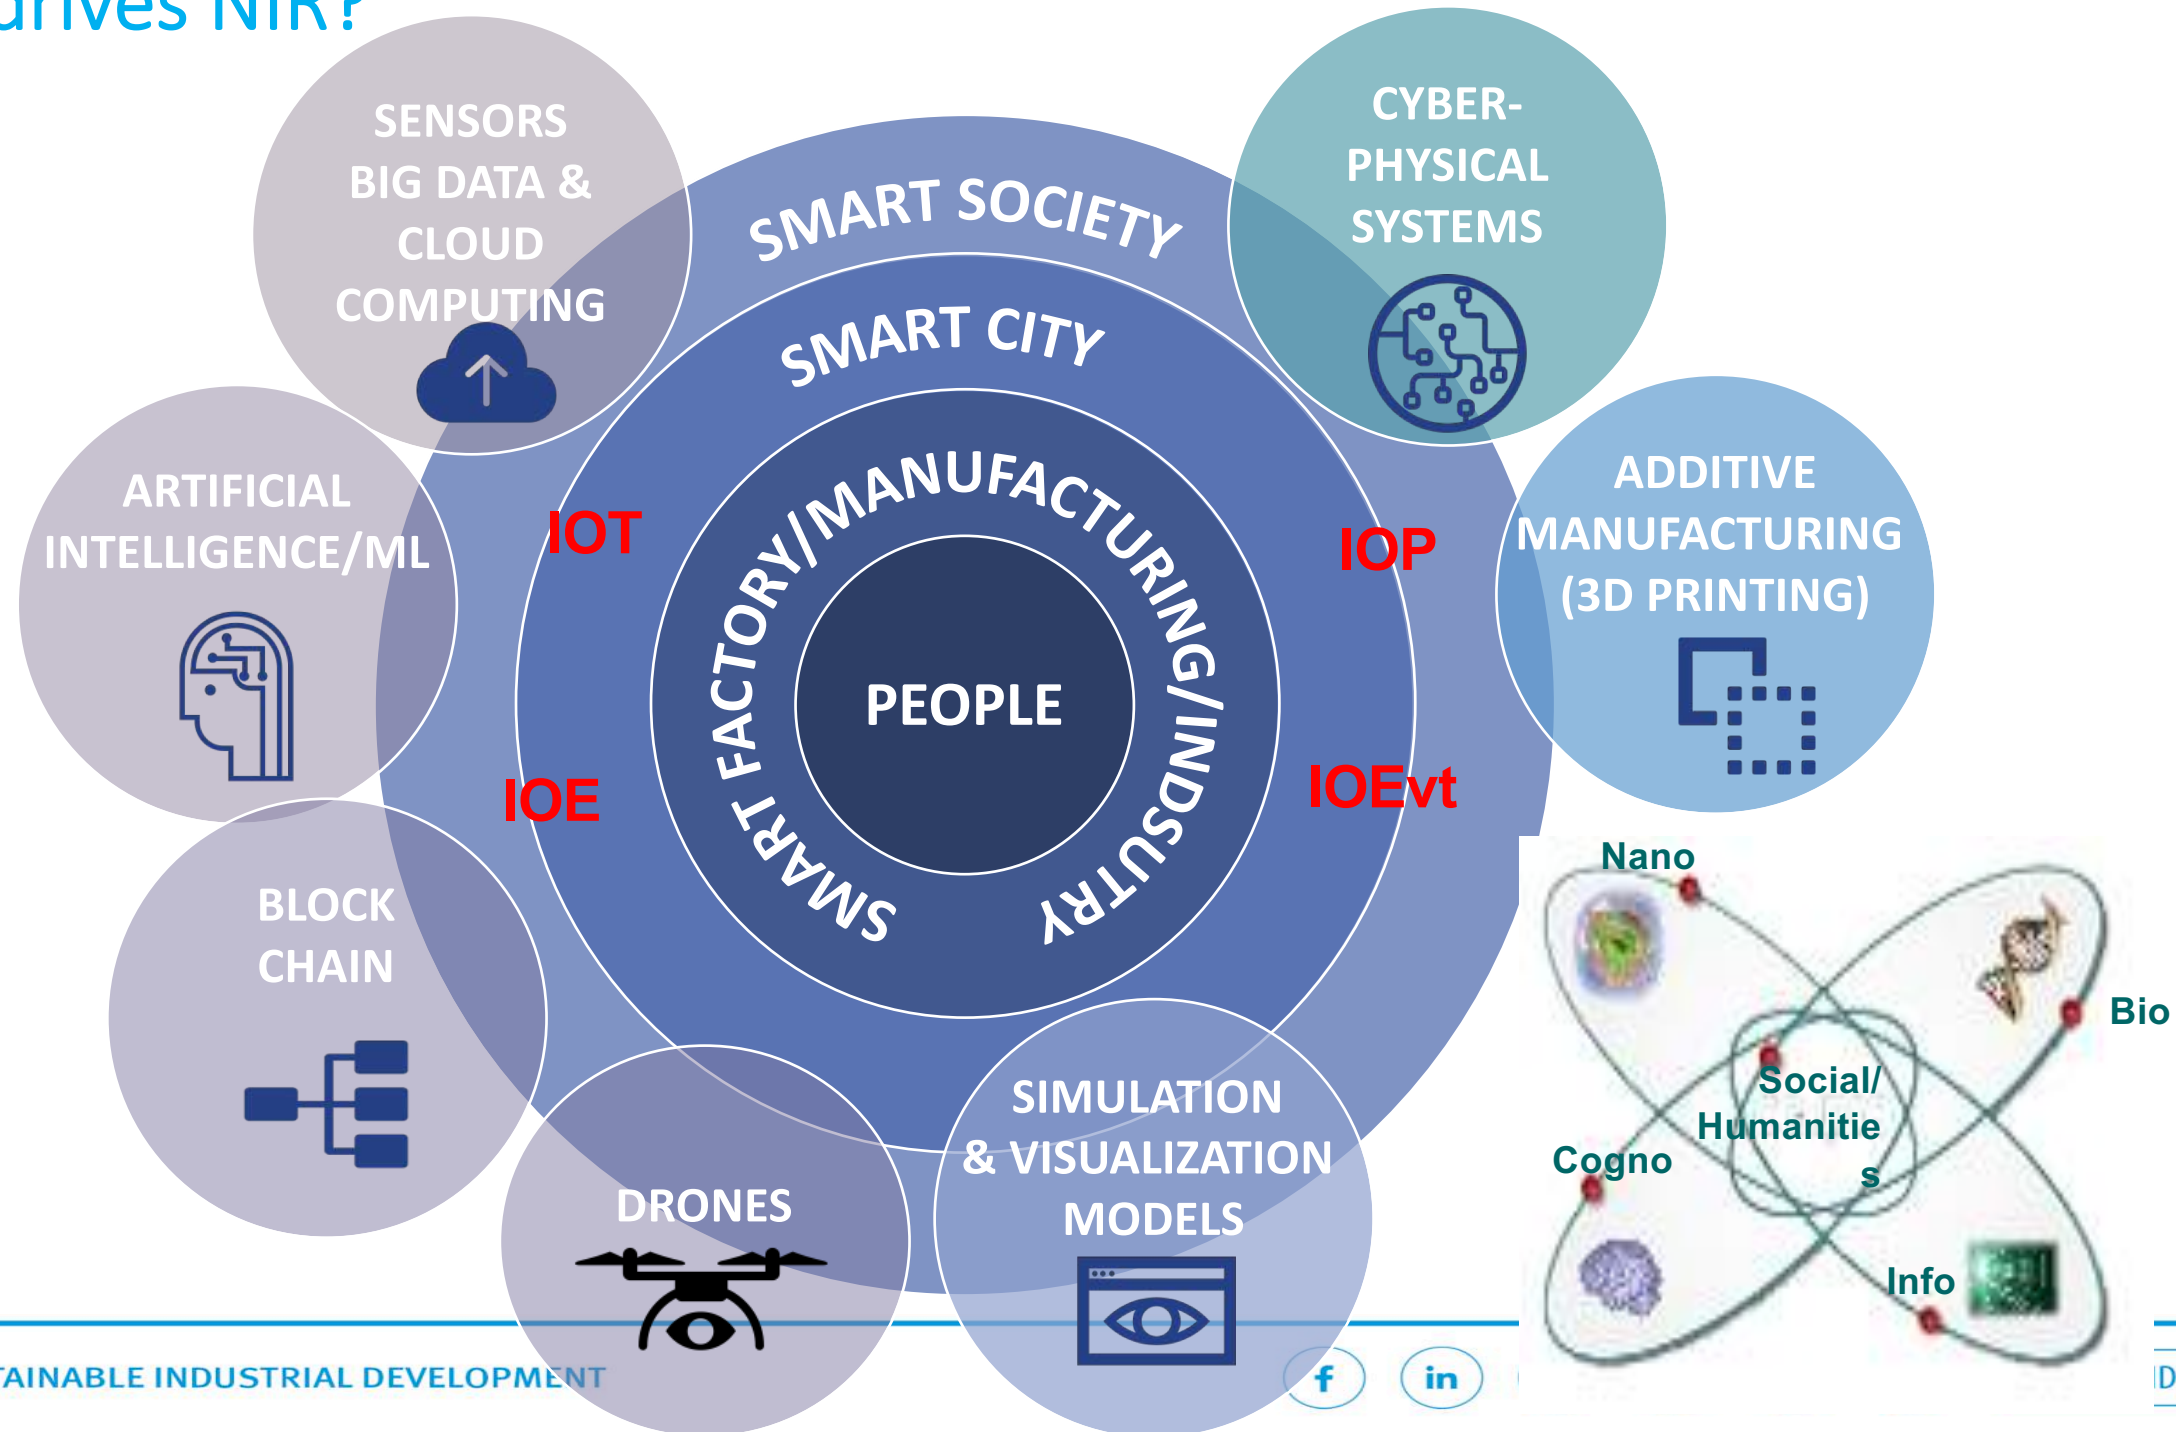 drives NIR?
SENSORS
BIG DATA &
CLOUD
COMPUTING
CYBER-
PHYSICAL
SYSTEMS
SMART SOCIETY
SMART CITY
ARTIFICIAL
INTELLIGENCE/ML
ADDITIVE
MANUFACTURING
(3D PRINTING)
IOT
IOP
SMART FACTORY/MANUFACTURING/INDSUTRY
PEOPLE
IOE
IOEvt
BLOCK
CHAIN
DRONES
SIMULATION
& VISUALIZATION
MODELS
Nano
Bio
Social/
Humanitie
s
Cogno
Info
TAINABLE INDUSTRIAL DEVELOPMENT
f
in